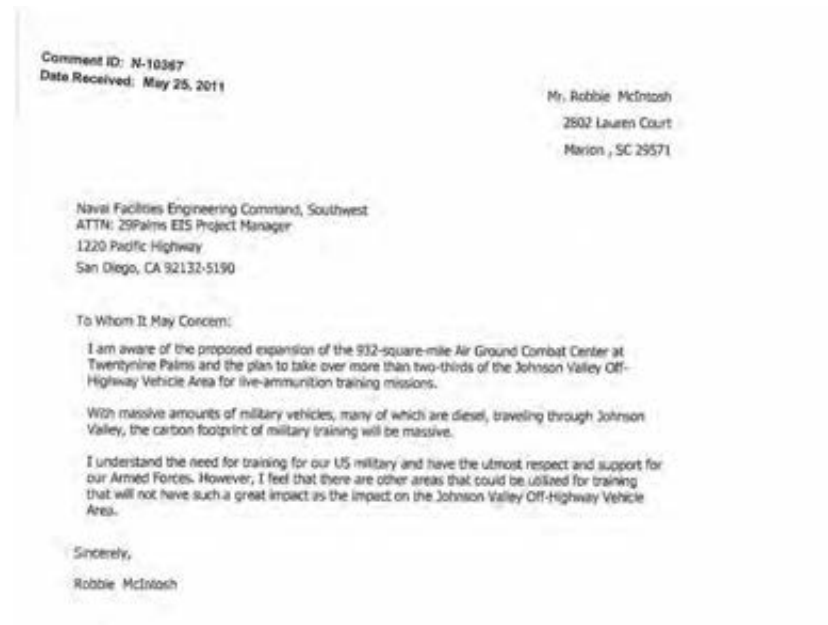 Comment ID: N-10367
Date Received: May 25, 2011
Mr. Robbie McIntosh
2802 Lauren Court
Marion , SC 29571
Naval Facilities Engineering Command, Southwest
ATTN: 29Palms EIS Project Manager
1220 Pacific Highway
San Diego, CA 92132-5190
To Whom It May Concern:
I am aware of the proposed expansion of the 932-square-mile Air Ground Combat Center at
Twentynine Palms and the plan to take over more than two-thirds of the Johnson Valley Off-
Highway Vehicle Area for live-ammunition training missions.
With massive amounts of military vehicles, many of which are diesel, traveling through Johnson
Valley, the carbon footprint of military training will be massive.
I understand the need for training for our US military and have the utmost respect and support for
our Armed Forces. However, I feel that there are other areas that could be utilized for training
that will not have such a great impact as the impact on the Johnson Valley Off-Highway Vehicle
Area.
Sincerely,
Robbie McIntosh